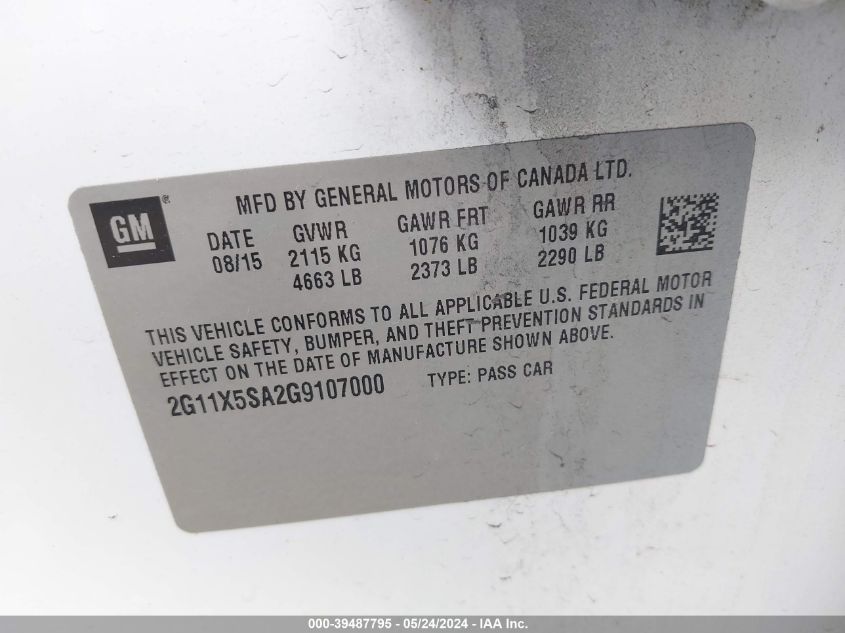 MFD BY GENERAL MOTORS OF CANADA LTD.
GM ®
DATE GVWR GAWR FRT GAWR RR
08/15 2115 KG 1076 KG 1039 KG
4663 LB 2373 LB 2290 LB
THIS VEHICLE CONFORMS TO ALL APPLICABLE U.S. FEDERAL MOTOR
VEHICLE SAFETY, BUMPER, AND THEFT PREVENTION STANDARDS IN
EFFECT ON THE DATE OF MANUFACTURE SHOWN ABOVE.
2G11X5SA2G9107000 TYPE: PASS CAR
000-39487795 - 05/24/2024 - IAA Inc.